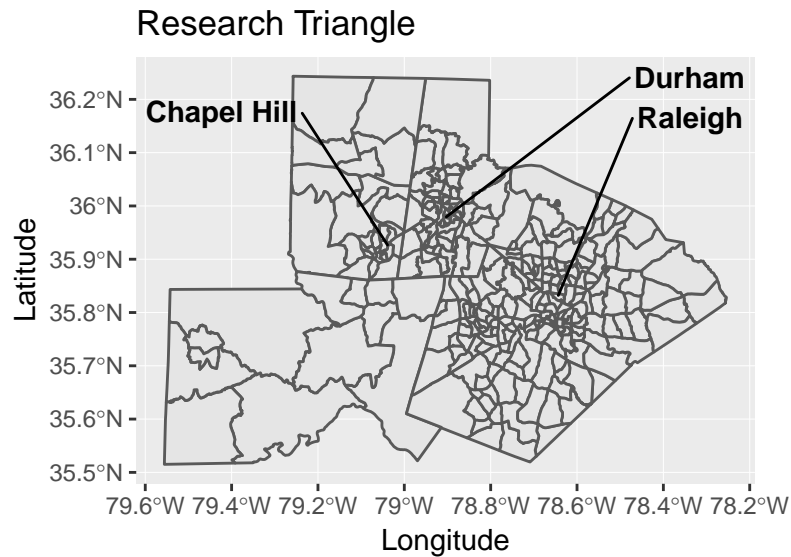 Research Triangle
Durham
Chapel Hill
Raleigh
36.2°N
36.1°N
36°N
35.9°N
35.8°N
35.7°N
35.6°N
35.5°N
Latitude
79.6°W 79.4°W 79.2°W 79°W 78.8°W 78.6°W 78.4°W 78.2°W
Longitude